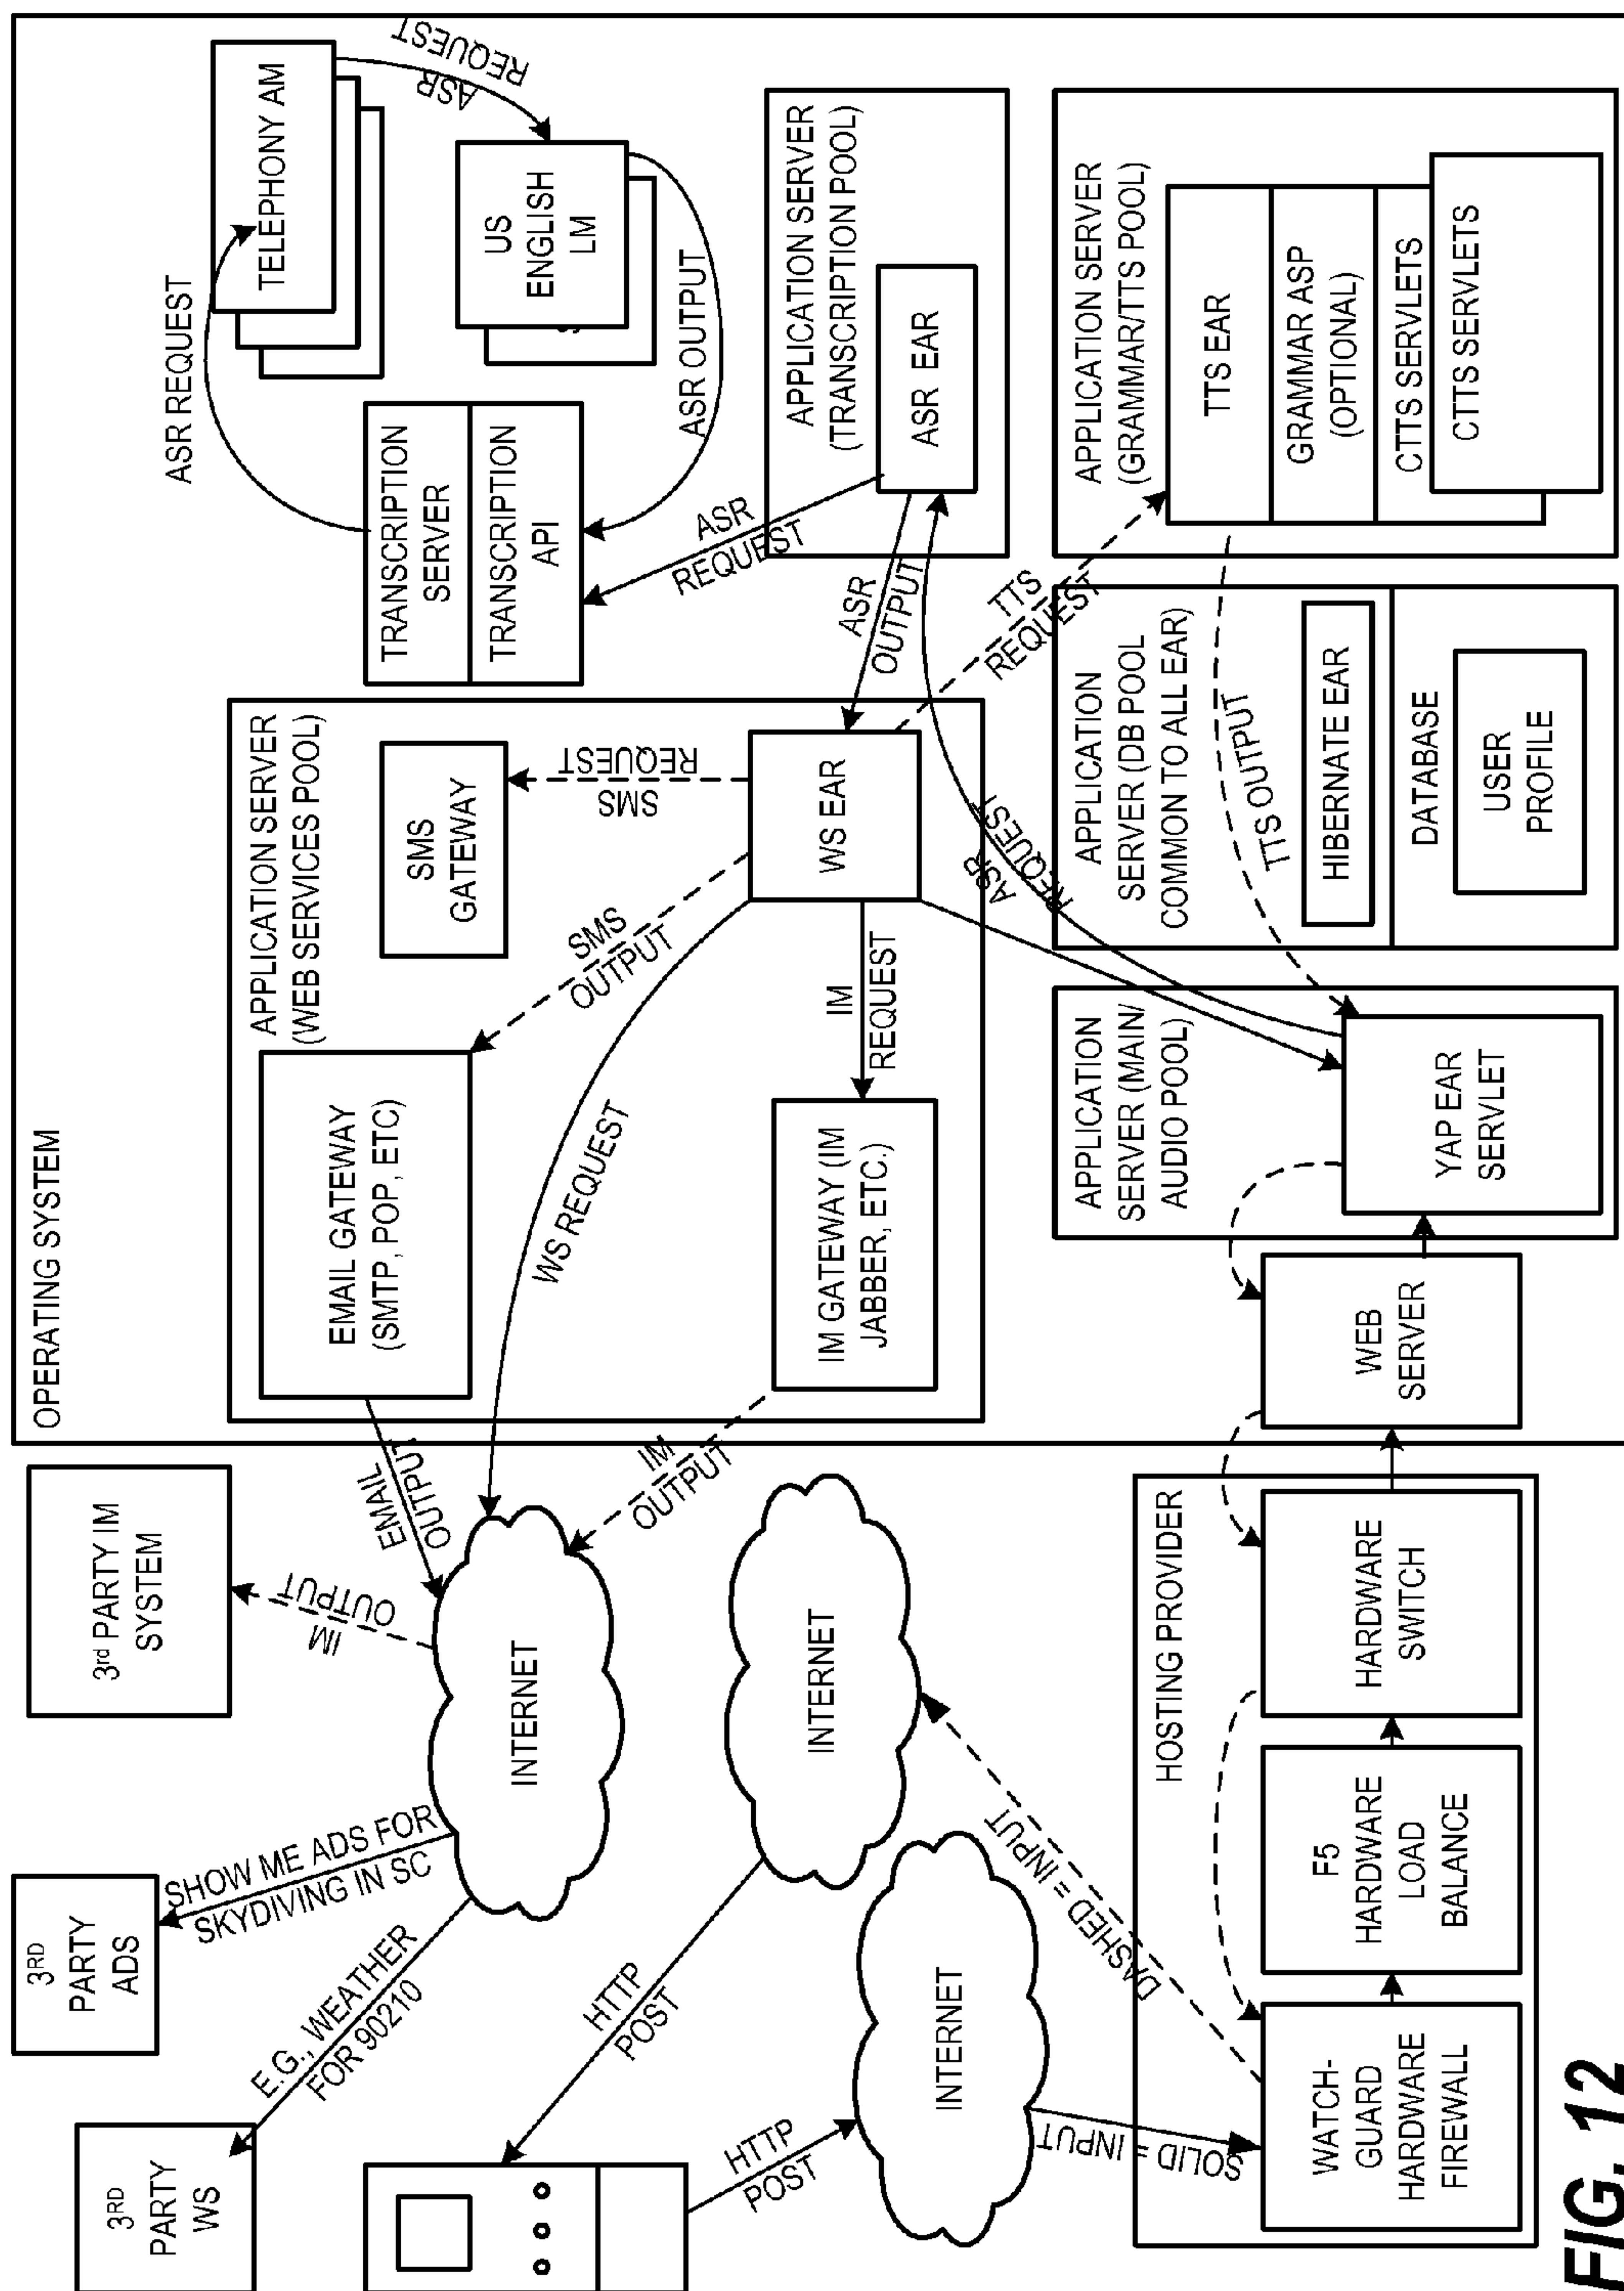 3RD
PARTY
WS
3RD
PARTY
ADS
3rd PARTY IM
SYSTEM
OPERATING SYSTEM
E.G., WEATHER
FOR 90210
SHOW ME ADS FOR
SKYDIVING IN SC
IM
OUTPUT
EMAIL
OUTPUT
INTERNET
HTTP
POST
HTTP
POST
INTERNET
INTERNET
IM
OUTPUT
SOLID = INPUT
DASHED = INPUT
HOSTING PROVIDER
WATCH-
GUARD
HARDWARE
FIREWALL
F5
HARDWARE
LOAD
BALANCE
HARDWARE
SWITCH
WEB
SERVER
APPLICATION SERVER
(WEB SERVICES POOL)
EMAIL GATEWAY
(SMTP, POP, ETC)
SMS
GATEWAY
SMS
OUTPUT
SMS
REQUEST
WS REQUEST
WS EAR
IM
REQUEST
IM GATEWAY (IM
JABBER, ETC.)
ASR REQUEST
TELEPHONY AM
ASR
REQUEST
TRANSCRIPTION
SERVER
TRANSCRIPTION
API
US
ENGLISH
LM
S
ASR OUTPUT
ASR
REQUEST
APPLICATION SERVER
(TRANSCRIPTION POOL)
ASR EAR
ASR
OUTPUT
TTS
REQUEST
ASR
REQUEST
APPLICATION
SERVER (MAIN/
AUDIO POOL)
YAP EAR
SERVLET
APPLICATION
SERVER (DB POOL
COMMON TO ALL EAR)
HIBERNATE EAR
DATABASE
USER
PROFILE
TTS OUTPUT
APPLICATION SERVER
(GRAMMAR/TTS POOL)
TTS EAR
GRAMMAR ASP
(OPTIONAL)
CTTS SERVLETS
CTTS SERVLETS
FIG. 12